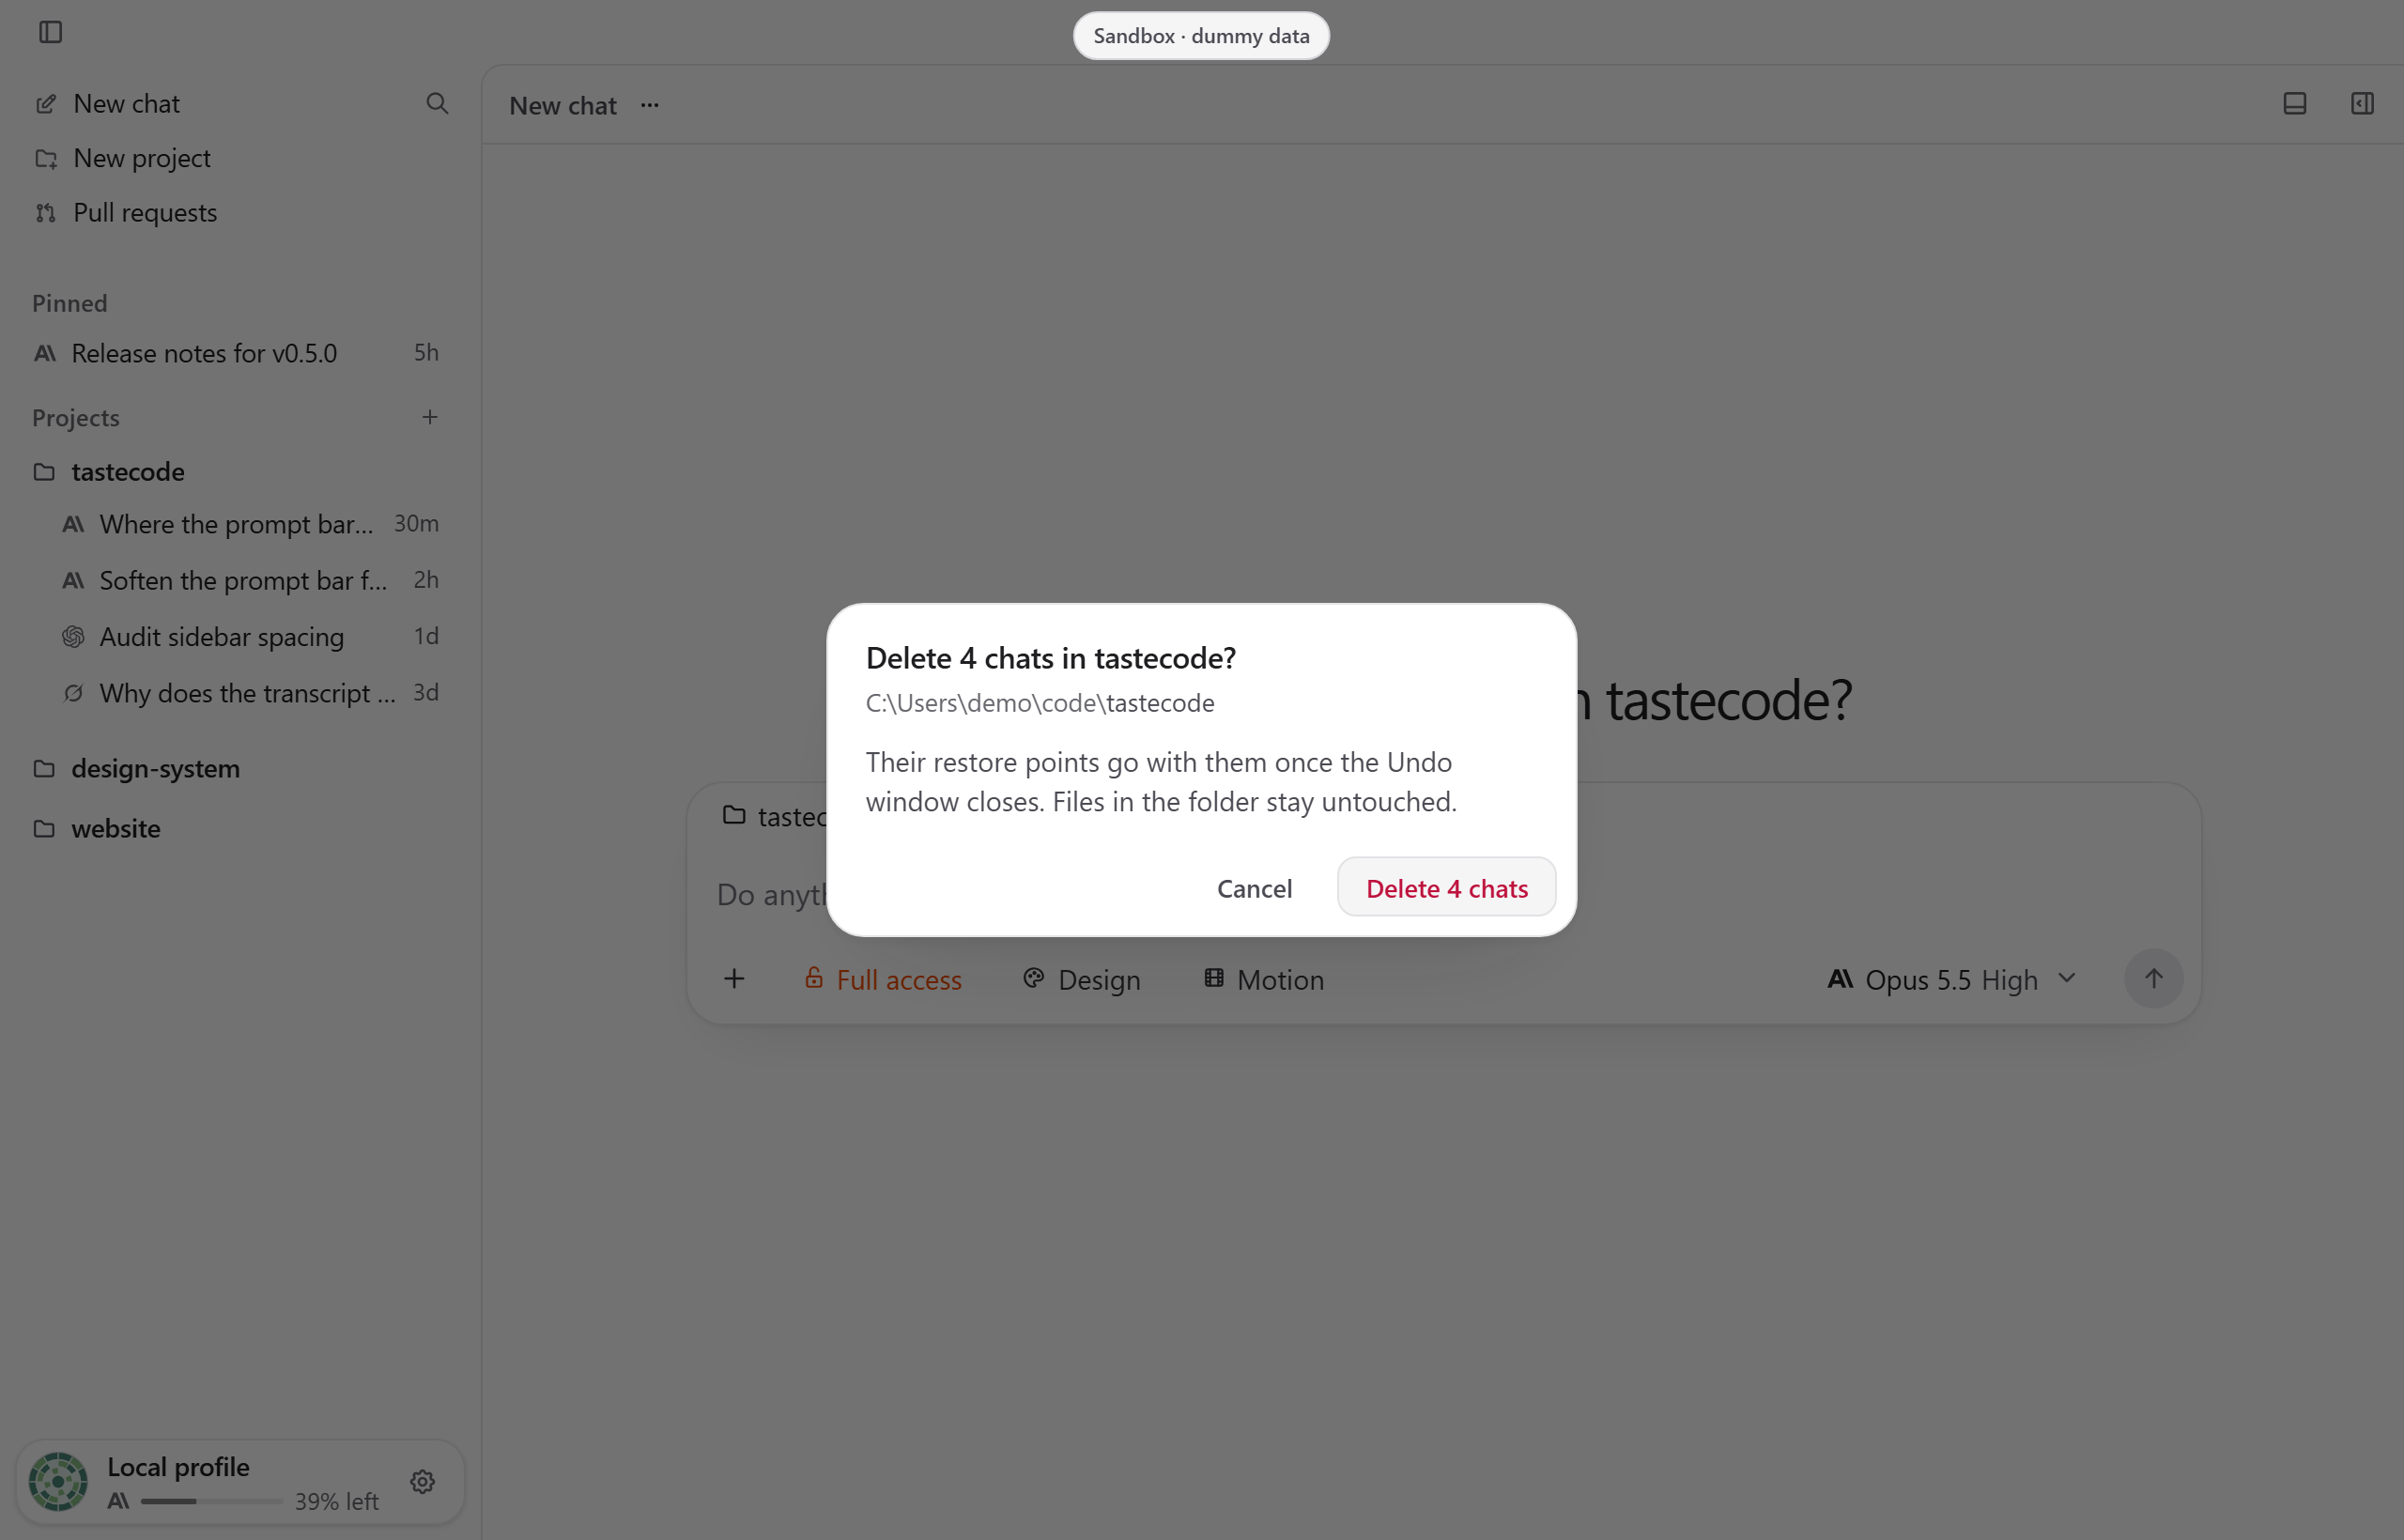 Sandbox · dummy data
New chat
New project
Pull requests
Pinned
Release notes for v0.5.0 5h
Projects
tastecode
Where the prompt bar... 30m
Soften the prompt bar f... 2h
Audit sidebar spacing 1d
Why does the transcript ... 3d
design-system
website
Local profile
39% left
New chat
tastecode?
Do anyth
Full access Design Motion Opus 5.5 High
Delete 4 chats in tastecode?
C:\Users\demo\code\tastecode
Their restore points go with them once the Undo
window closes. Files in the folder stay untouched.
Cancel Delete 4 chats